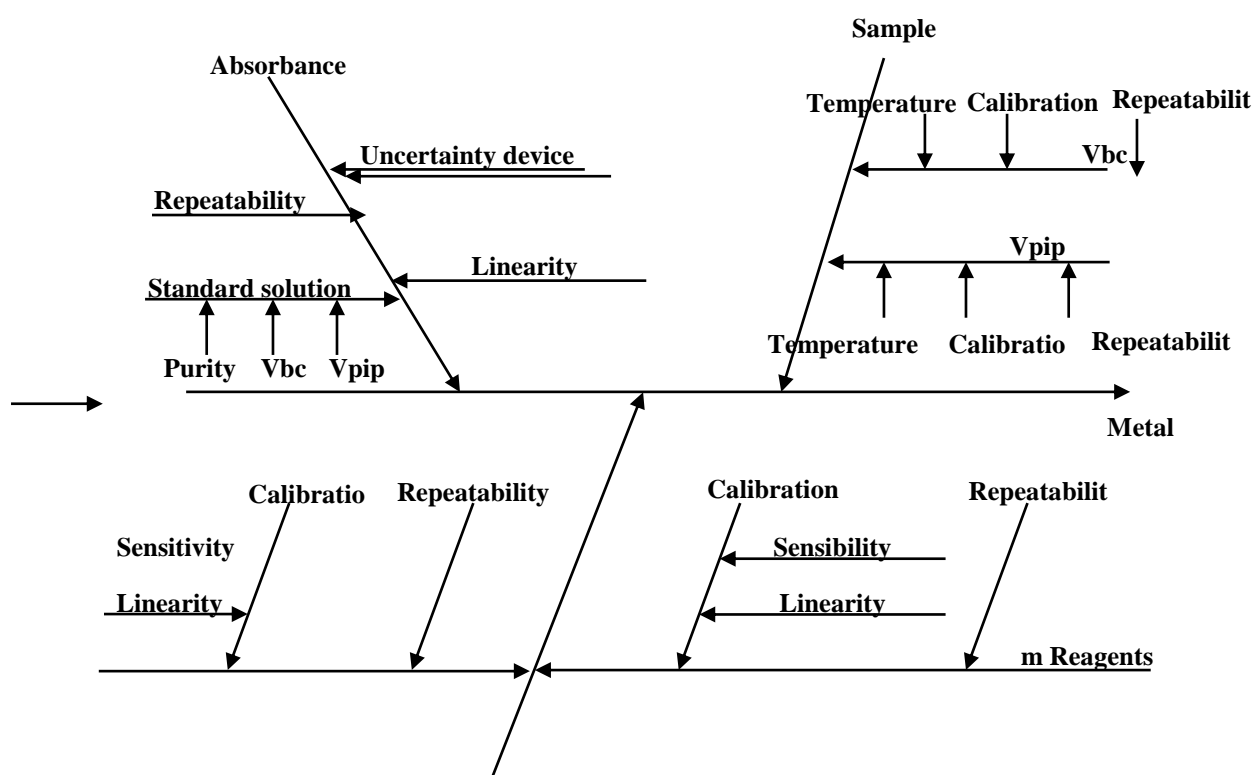 Sample
Absorbance
Temperature Calibration Repeatabilit
Uncertainty device
Vbc
Repeatability
Vpip
Linearity
Standard solution
Temperature Calibratio Repeatabilit
Purity Vbc Vpip
Metal
Calibratio Repeatability Calibration Repeatabilit
Sensitivity Sensibility
Linearity Linearity
m Reagents